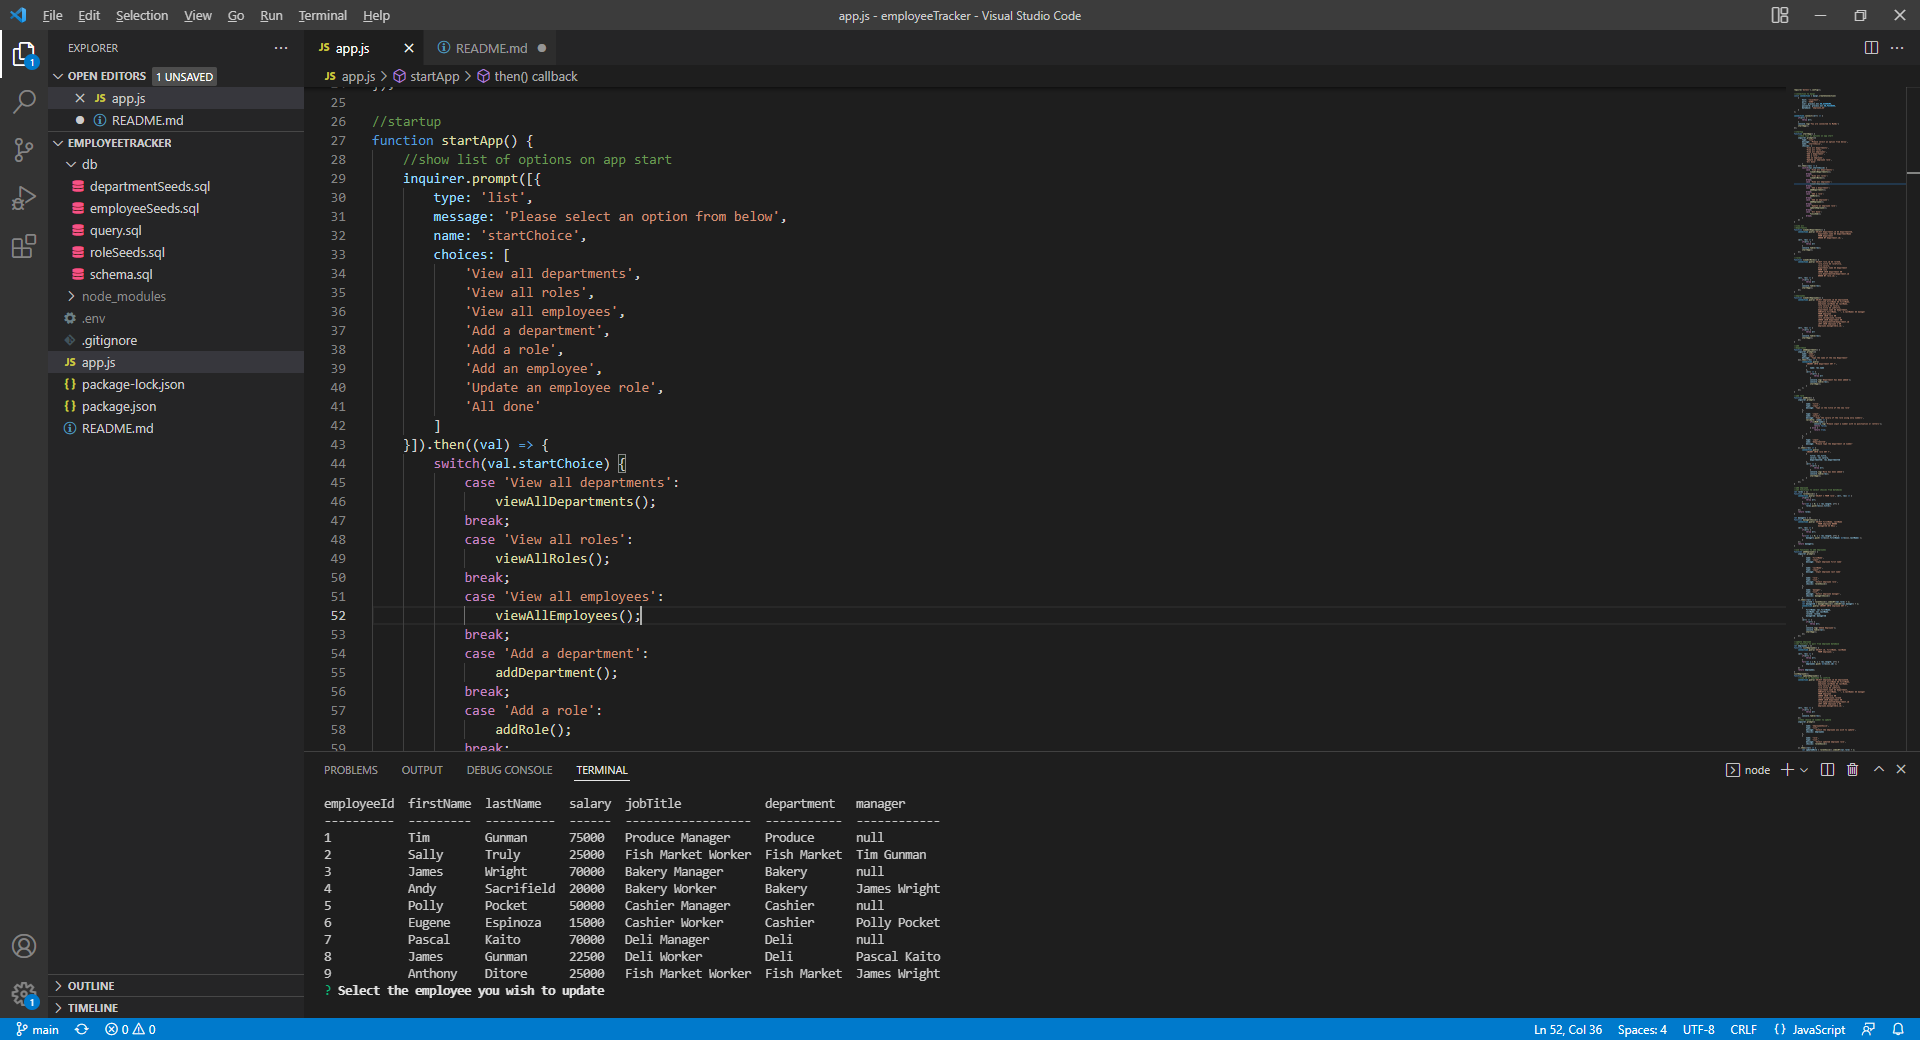 File Edit Selection View Go Run Terminal Help
app.js - employeeTracker - Visual Studio Code
EXPLORER
OPEN EDITORS 1 UNSAVED
JS app.js
README.md
EMPLOYEETRACKER
db
departmentSeeds.sql
employeeSeeds.sql
query.sql
roleSeeds.sql
schema.sql
node_modules
.env
.gitignore
JS app.js
{} package-lock.json
{} package.json
README.md
OUTLINE
TIMELINE
1
1
JS app.js
README.md
JS app.js > startApp > then() callback
25
26 //startup
27 function startApp() {
28 //show list of options on app start
29 inquirer.prompt([{
30 type: 'list',
31 message: 'Please select an option from below',
32 name: 'startChoice',
33 choices: [
34 'View all departments',
35 'View all roles',
36 'View all employees',
37 'Add a department',
38 'Add a role',
39 'Add an employee',
40 'Update an employee role',
41 'All done'
42 ]
43 }]).then((val) => {
44 switch(val.startChoice) {
45 case 'View all departments':
46 viewAllDepartments();
47 break;
48 case 'View all roles':
49 viewAllRoles();
50 break;
51 case 'View all employees':
52 viewAllEmployees();
53 break;
54 case 'Add a department':
55 addDepartment();
56 break;
57 case 'Add a role':
58 addRole();
59 break;
PROBLEMS OUTPUT DEBUG CONSOLE TERMINAL
node
employeeId firstName lastName salary jobTitle department manager
---------- --------- ---------- ------ ------------------ ----------- ------------
1 Tim Gunman 75000 Produce Manager Produce null
2 Sally Truly 25000 Fish Market Worker Fish Market Tim Gunman
3 James Wright 70000 Bakery Manager Bakery null
4 Andy Sacrifield 20000 Bakery Worker Bakery James Wright
5 Polly Pocket 50000 Cashier Manager Cashier null
6 Eugene Espinoza 15000 Cashier Worker Cashier Polly Pocket
7 Pascal Kaito 70000 Deli Manager Deli null
8 James Gunman 22500 Deli Worker Deli Pascal Kaito
9 Anthony Ditore 25000 Fish Market Worker Fish Market James Wright
? Select the employee you wish to update
main 0 0
Ln 52, Col 36 Spaces: 4 UTF-8 CRLF {} JavaScript